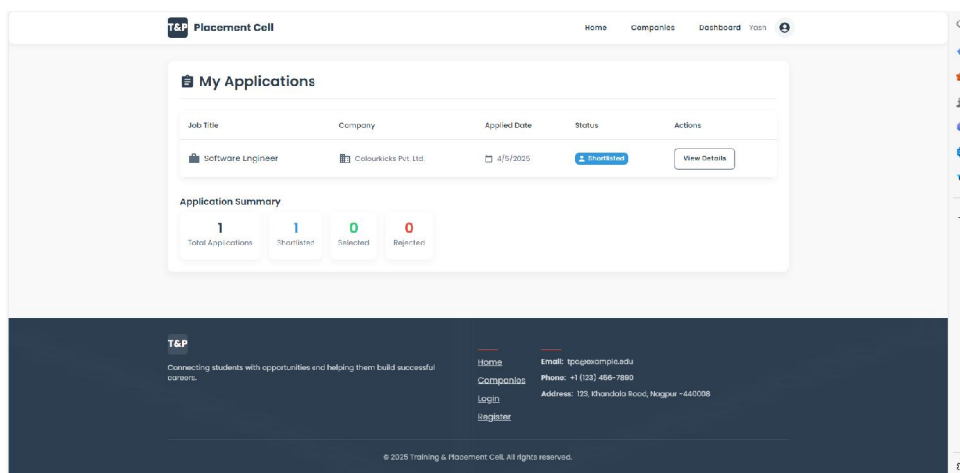 T&P Placement Cell Home Companies Dashboard Yash
My Applications
Job Title Company Applied Date Status Actions
Software Engineer Colourkicks Pvt. Ltd. 4/5/2025 Shortlisted View Details
Application Summary
1 1 0 0
Total Applications Shortlisted Selected Rejected
T&P
Connecting students with opportunities and helping them build successful
careers.
Home
Companies
Login
Register
Email: tpc@example.edu
Phone: +1 (123) 456-7890
Address: 123, Khandala Road, Nagpur -440008
© 2025 Training & Placement Cell. All rights reserved.